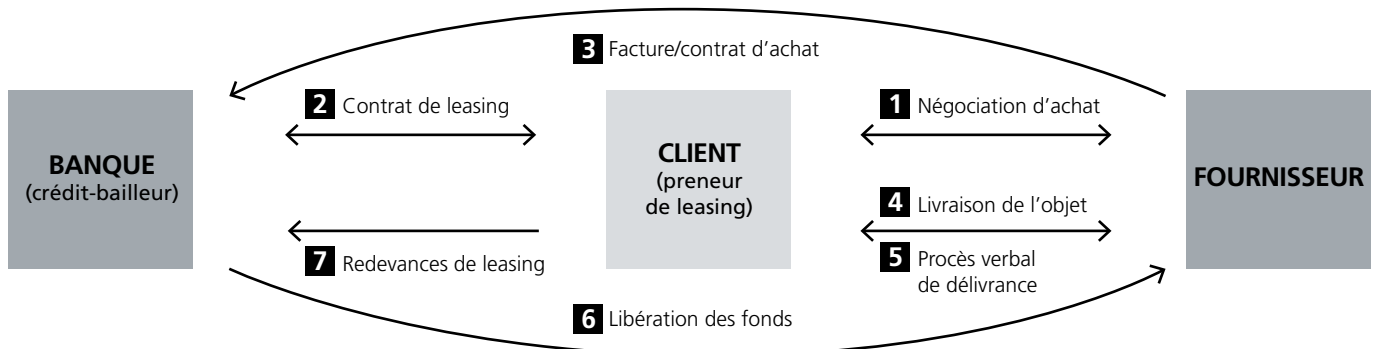 3 Facture/contrat d’achat
2 Contrat de leasing
1 Négociation d’achat
BANQUE
(crédit-bailleur)
CLIENT
(preneur
de leasing)
FOURNISSEUR
4 Livraison de l’objet
7 Redevances de leasing
5 Procès verbal
de délivrance
6 Libération des fonds